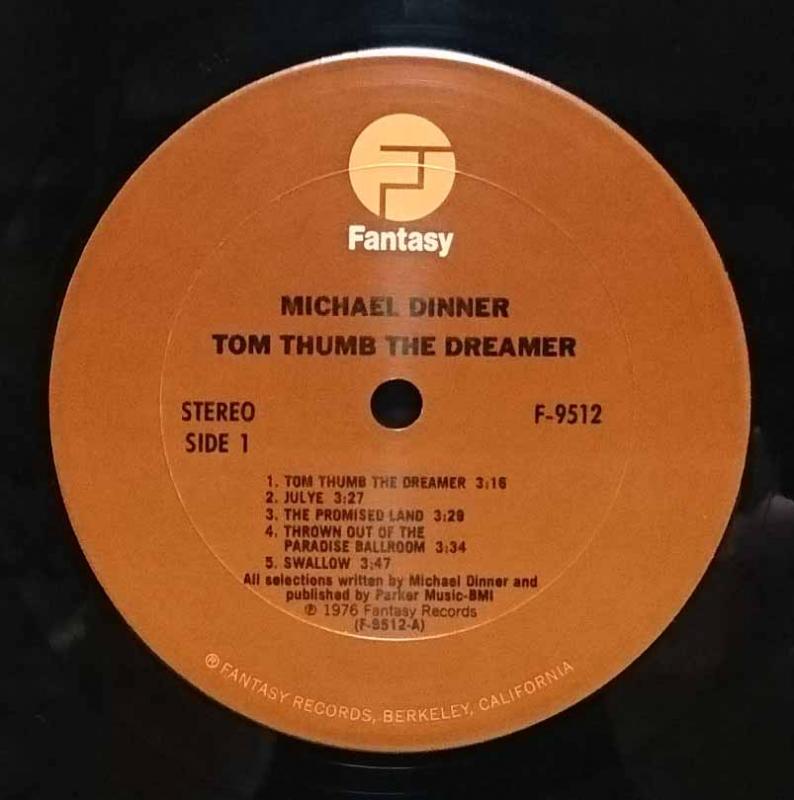 Fantasy
MICHAEL DINNER
TOM THUMB THE DREAMER
STEREO
SIDE 1
F-9512
1. TOM THUMB THE DREAMER 3:16
2. JULYE 3:27
3. THE PROMISED LAND 3:29
4. THROWN OUT OF THE
PARADISE BALLROOM 3:34
5. SWALLOW 3:47
All selections written by Michael Dinner and
published by Parker Music-BMI
℗ 1976 Fantasy Records
(F-9512-A)
® FANTASY RECORDS, BERKELEY, CALIFORNIA